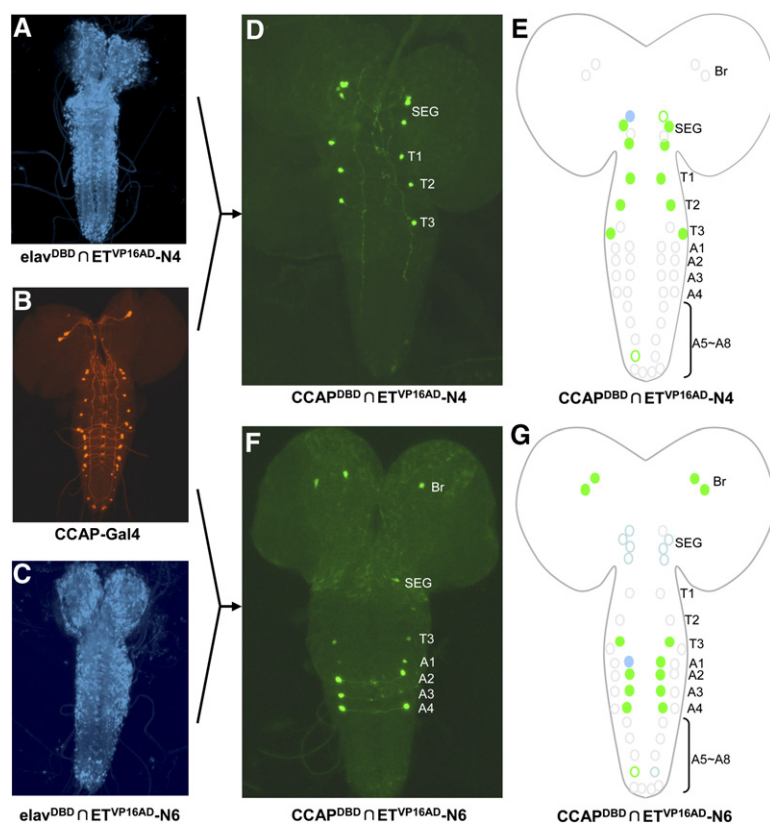 A
elavDBD∩ETVP16AD-N4
B
CCAP-Gal4
C
elavDBD∩ETVP16AD-N6
D
SEG
T1
T2
T3
CCAPDBD∩ETVP16AD-N4
E
Br
SEG
T1
T2
T3
A1
A2
A3
A4
A5~A8
CCAPDBD∩ETVP16AD-N4
F
Br
SEG
T3
A1
A2
A3
A4
CCAPDBD∩ETVP16AD-N6
G
Br
SEG
T1
T2
T3
A1
A2
A3
A4
A5~A8
CCAPDBD∩ETVP16AD-N6